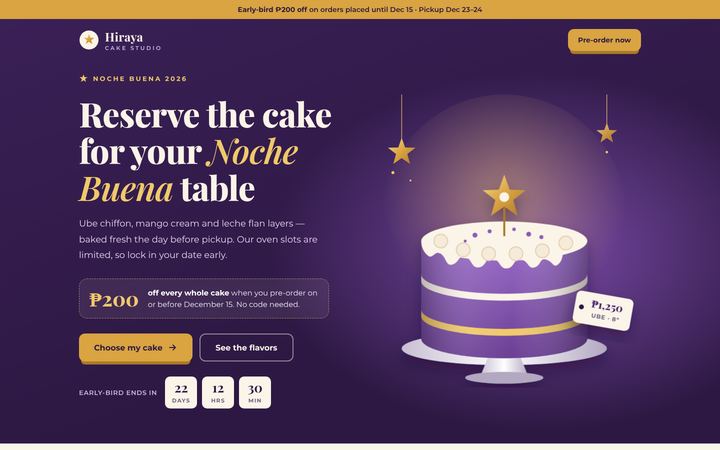 Early-bird ₱200 off on orders placed until Dec 15 · Pickup Dec 23–24
Hiraya
CAKE STUDIO
Pre-order now
NOCHE BUENA 2026
Reserve the cake
for your Noche
Buena table
Ube chiffon, mango cream and leche flan layers —
baked fresh the day before pickup. Our oven slots are
limited, so lock in your date early.
₱200
off every whole cake when you pre-order on
or before December 15. No code needed.
Choose my cake →
See the flavors
EARLY-BIRD ENDS IN
22
DAYS
12
HRS
30
MIN
₱1,250
UBE · 8"